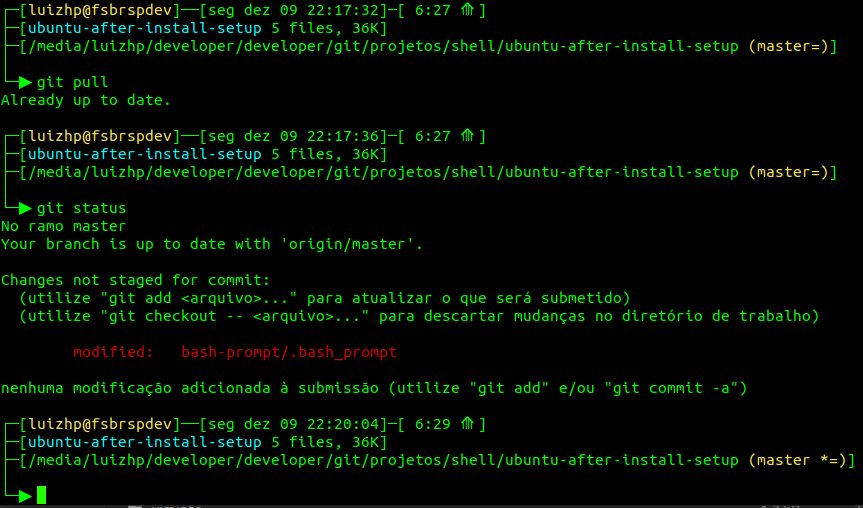 ┌─[luizhp@fsbrspdev]──[seg dez 09 22:17:32]─[ 6:27 ⟰ ]
├─[ubuntu-after-install-setup 5 files, 36K]
├─[/media/luizhp/developer/developer/git/projetos/shell/ubuntu-after-install-setup (master=)]
│
└─▶ git pull
Already up to date.
┌─[luizhp@fsbrspdev]──[seg dez 09 22:17:36]─[ 6:27 ⟰ ]
├─[ubuntu-after-install-setup 5 files, 36K]
├─[/media/luizhp/developer/developer/git/projetos/shell/ubuntu-after-install-setup (master=)]
│
└─▶ git status
No ramo master
Your branch is up to date with 'origin/master'.
Changes not staged for commit:
(utilize "git add <arquivo>..." para atualizar o que será submetido)
(utilize "git checkout -- <arquivo>..." para descartar mudanças no diretório de trabalho)
modified:   bash-prompt/.bash_prompt
nenhuma modificação adicionada à submissão (utilize "git add" e/ou "git commit -a")
┌─[luizhp@fsbrspdev]──[seg dez 09 22:20:04]─[ 6:29 ⟰ ]
├─[ubuntu-after-install-setup 5 files, 36K]
├─[/media/luizhp/developer/developer/git/projetos/shell/ubuntu-after-install-setup (master *=)]
│
└─▶